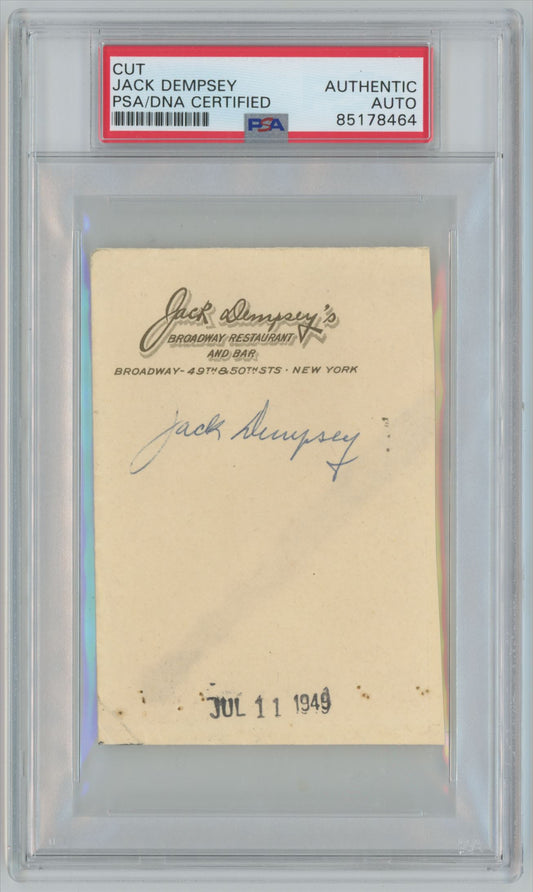 CUT
JACK DEMPSEY
PSA/DNA CERTIFIED
AUTHENTIC
AUTO
85178464
PSA
Jack Dempsey's
BROADWAY RESTAURANT
AND BAR
BROADWAY-49TH & 50TH STS · NEW YORK
Jack Dempsey
JUL 11 1949